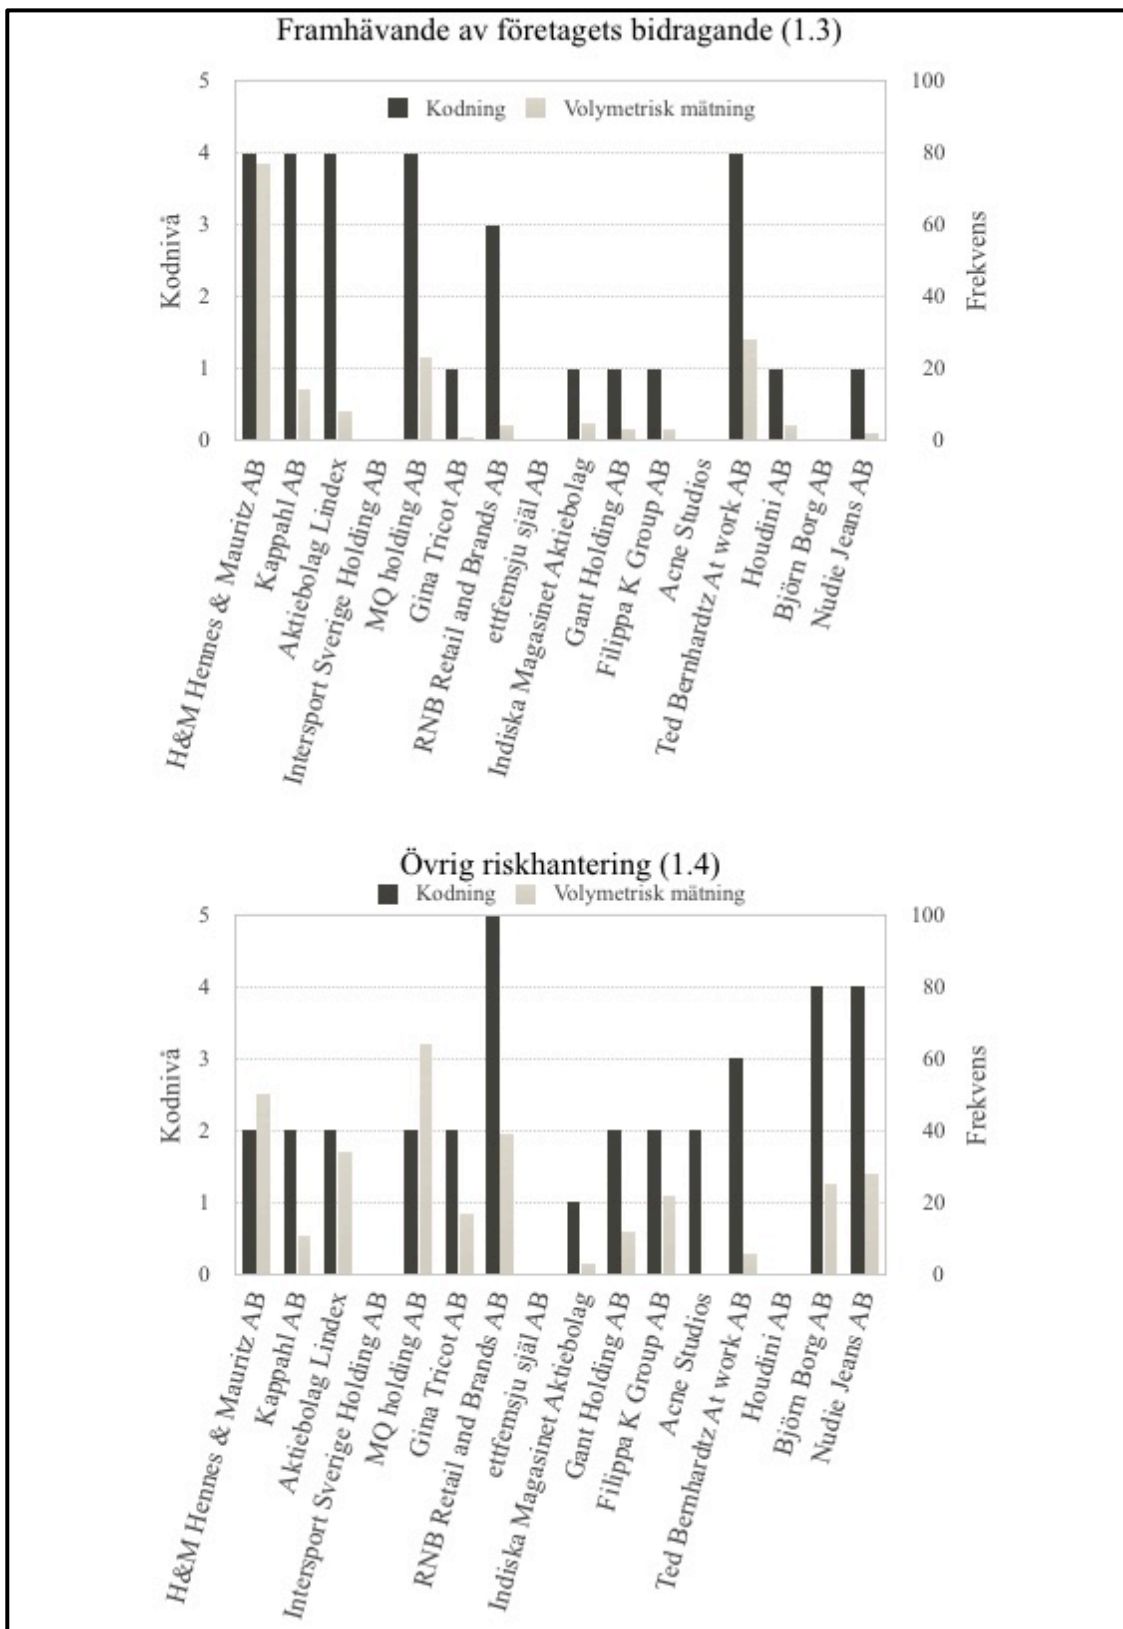 Framhävande av företagets bidragande (1.3)
5 100
Kodning Volymetrisk mätning
4 80
3 60
Kodnivå Frekvens
2 40
1 20
0 0
H&M Hennes & Mauritz AB
Kappahl AB
Aktiebolag Lindex
Intersport Sverige Holding AB
MQ holding AB
Gina Tricot AB
RNB Retail and Brands AB
ettfemsju själ AB
Indiska Magasinet Aktiebolag
Gant Holding AB
Filippa K Group AB
Acne Studios
Ted Bernhardtz At work AB
Houdini AB
Björn Borg AB
Nudie Jeans AB
Övrig riskhantering (1.4)
Kodning Volymetrisk mätning
5 100
4 80
3 60
Kodnivå Frekvens
2 40
1 20
0 0
H&M Hennes & Mauritz AB
Kappahl AB
Aktiebolag Lindex
Intersport Sverige Holding AB
MQ holding AB
Gina Tricot AB
RNB Retail and Brands AB
ettfemsju själ AB
Indiska Magasinet Aktiebolag
Gant Holding AB
Filippa K Group AB
Acne Studios
Ted Bernhardtz At work AB
Houdini AB
Björn Borg AB
Nudie Jeans AB